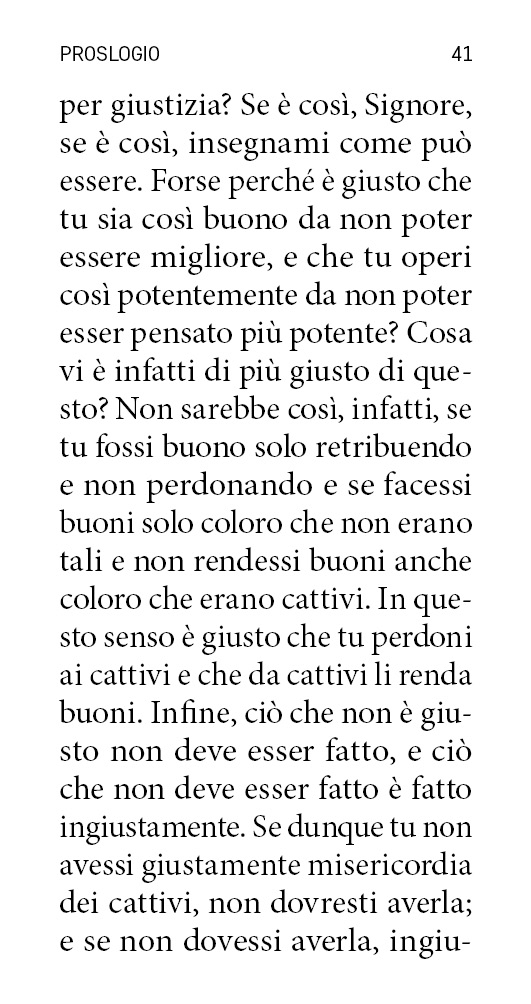 PROSLOGIO 41
per giustizia? Se è così, Signore,
se è così, insegnami come può
essere. Forse perché è giusto che
tu sia così buono da non poter
essere migliore, e che tu operi
così potentemente da non poter
esser pensato più potente? Cosa
vi è infatti di più giusto di que-
sto? Non sarebbe così, infatti, se
tu fossi buono solo retribuendo
e non perdonando e se facessi
buoni solo coloro che non erano
tali e non rendessi buoni anche
coloro che erano cattivi. In que-
sto senso è giusto che tu perdoni
ai cattivi e che da cattivi li renda
buoni. Infine, ciò che non è giu-
sto non deve esser fatto, e ciò
che non deve esser fatto è fatto
ingiustamente. Se dunque tu non
avessi giustamente misericordia
dei cattivi, non dovresti averla;
e se non dovessi averla, ingiu-